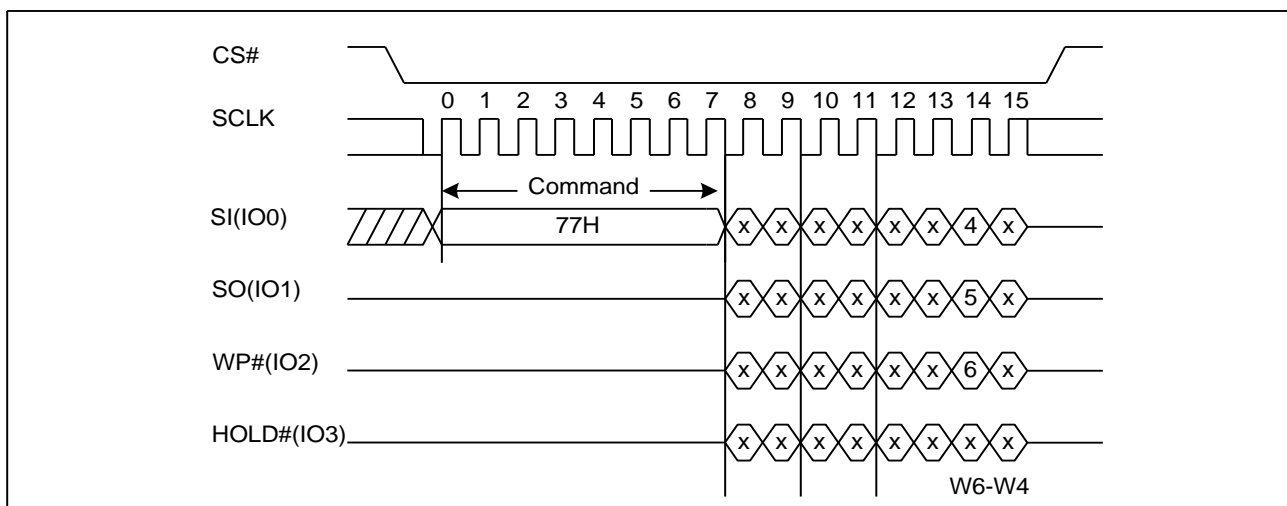 CS#
0 1 2 3 4 5 6 7 8 9 10 11 12 13 14 15
SCLK
Command
SI(IO0) 77H x x x x x x 4 x
SO(IO1) x x x x x x 5 x
WP#(IO2) x x x x x x 6 x
HOLD#(IO3) x x x x x x x x
W6-W4